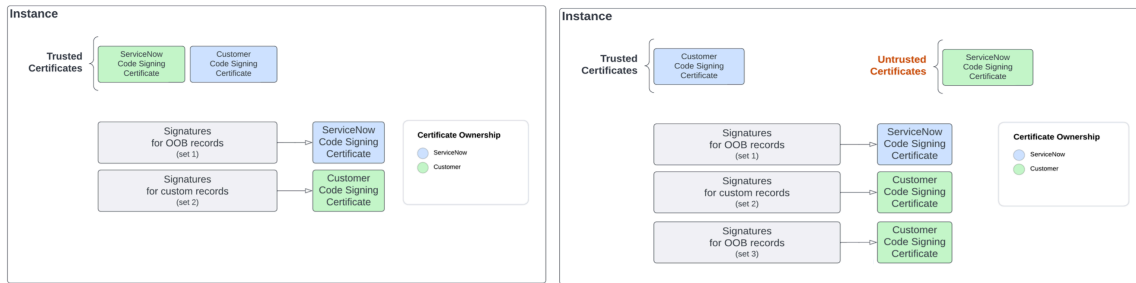 Instance
Trusted
Certificates
ServiceNow
Code Signing
Certificate
Customer
Code Signing
Certificate
Signatures
for OOB records
(set 1)
ServiceNow
Code Signing
Certificate
Signatures
for custom records
(set 2)
Customer
Code Signing
Certificate
Certificate Ownership
ServiceNow
Customer
Instance
Trusted
Certificates
Customer
Code Signing
Certificate
Untrusted
Certificates
ServiceNow
Code Signing
Certificate
Signatures
for OOB records
(set 1)
ServiceNow
Code Signing
Certificate
Signatures
for custom records
(set 2)
Customer
Code Signing
Certificate
Signatures
for OOB records
(set 3)
Customer
Code Signing
Certificate
Certificate Ownership
ServiceNow
Customer